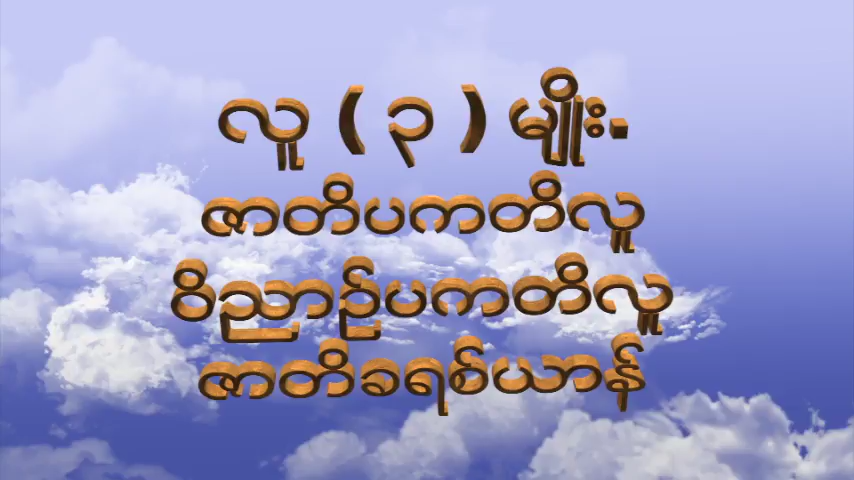 လူ ( ၃ ) မျိုး.
ဇာတိပကတိလူ
ဝိညာဉ်ပကတိလူ
ဇာတိခရစ်ယာန်